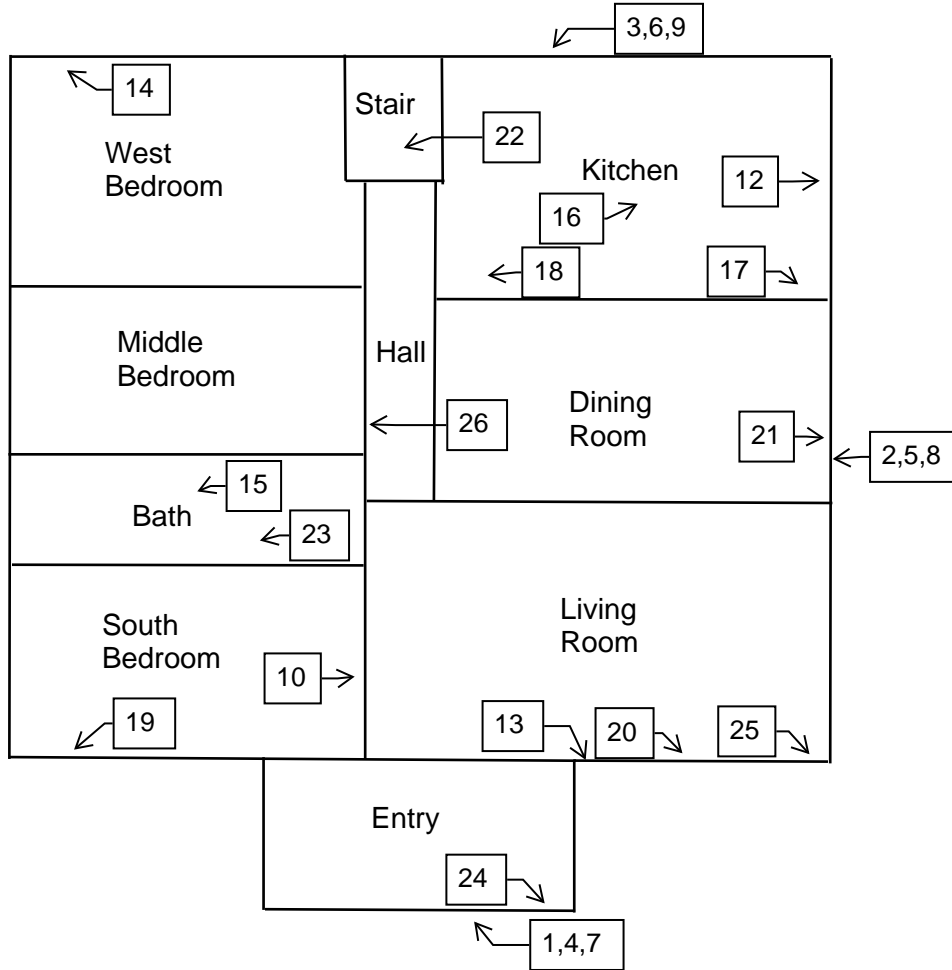 3,6,9
14
Stair
22
West
Bedroom
Kitchen
12
16
18
17
Middle
Bedroom
Hall
Dining
Room
26
21
2,5,8
15
Bath
23
South
Bedroom
Living
Room
10
19
13
20
25
Entry
24
1,4,7